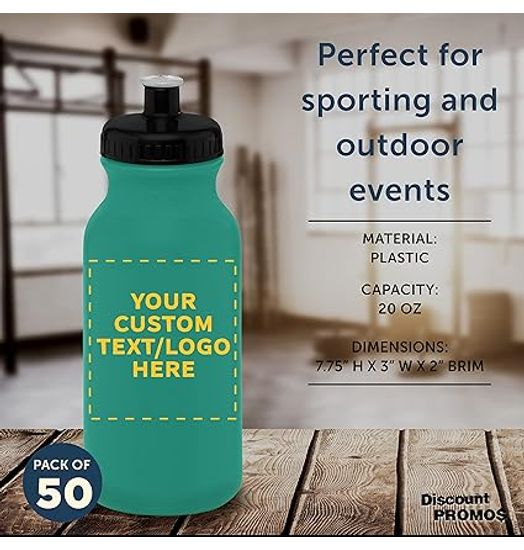 Perfect for
sporting and
outdoor
events
MATERIAL:
PLASTIC
CAPACITY:
20 OZ
DIMENSIONS:
7.75" H X 3" W X 2" BRIM
YOUR
CUSTOM
TEXT/LOGO
HERE
PACK OF
50
Discount
PROMOS